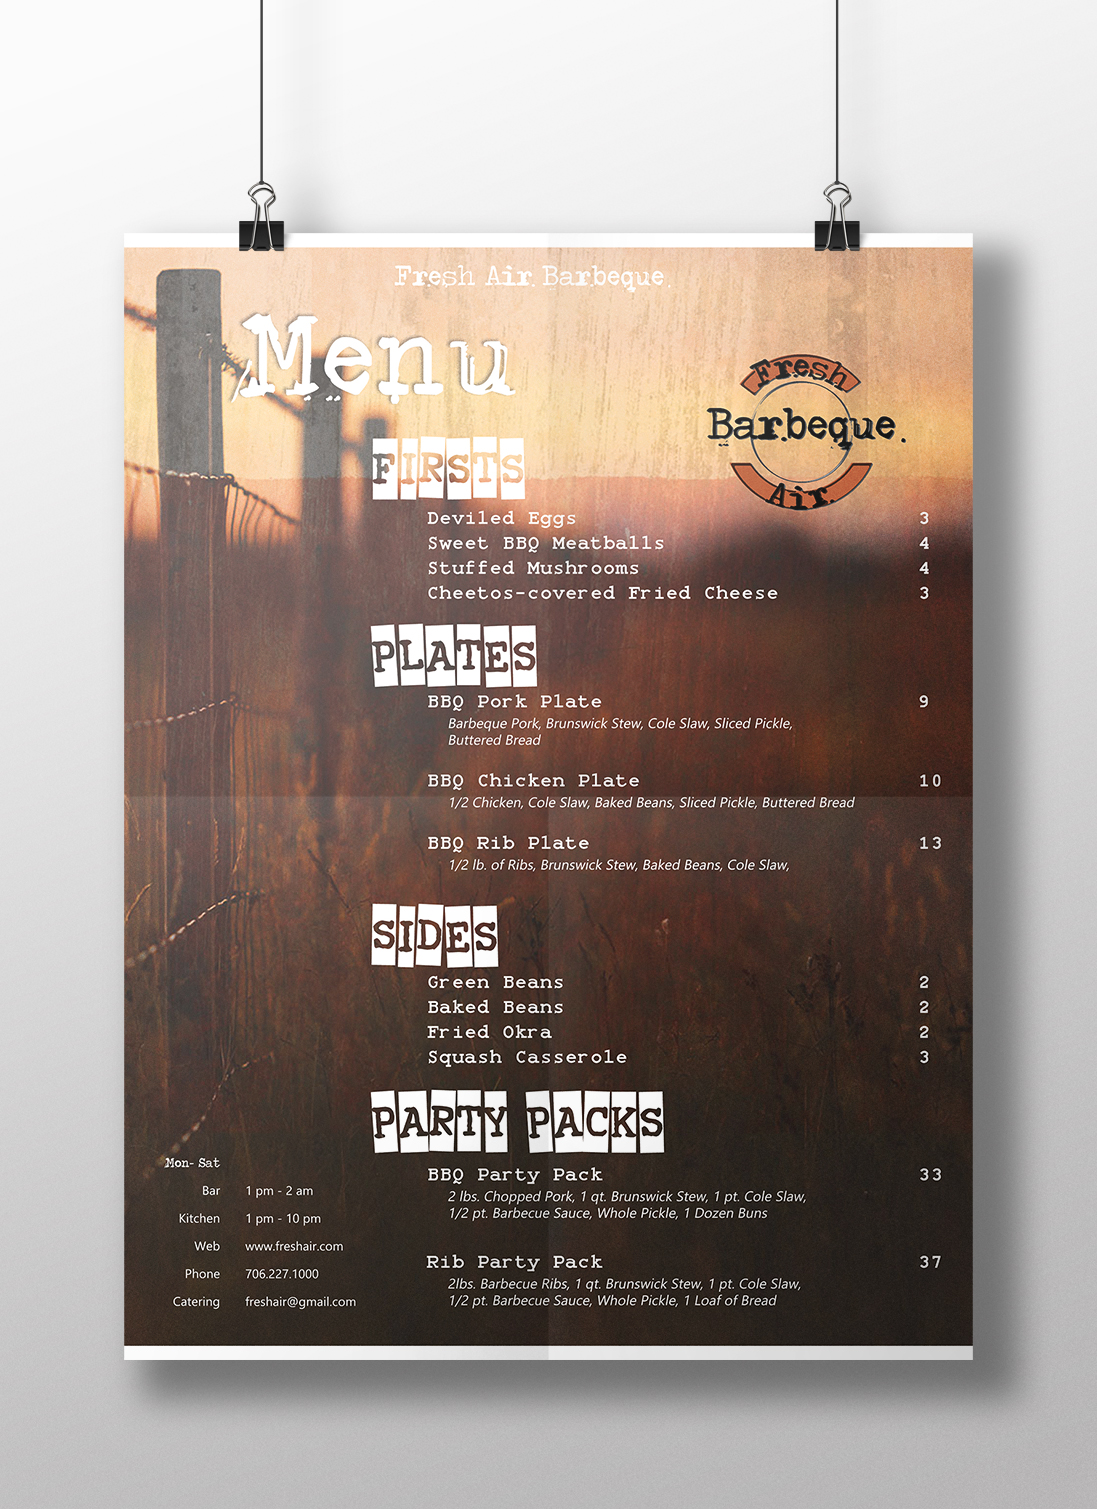 Fresh Air Barbeque.
Menu
Fresh
Barbeque.
Air.
FIRSTS
Deviled Eggs 3
Sweet BBQ Meatballs 4
Stuffed Mushrooms 4
Cheetos-covered Fried Cheese 3
PLATES
BBQ Pork Plate 9
Barbeque Pork, Brunswick Stew, Cole Slaw, Sliced Pickle,
Buttered Bread
BBQ Chicken Plate 10
1/2 Chicken, Cole Slaw, Baked Beans, Sliced Pickle, Buttered Bread
BBQ Rib Plate 13
1/2 lb. of Ribs, Brunswick Stew, Baked Beans, Cole Slaw,
SIDES
Green Beans 2
Baked Beans 2
Fried Okra 2
Squash Casserole 3
PARTY PACKS
BBQ Party Pack 33
2 lbs. Chopped Pork, 1 qt. Brunswick Stew, 1 pt. Cole Slaw,
1/2 pt. Barbecue Sauce, Whole Pickle, 1 Dozen Buns
Rib Party Pack 37
2lbs. Barbecue Ribs, 1 qt. Brunswick Stew, 1 pt. Cole Slaw,
1/2 pt. Barbecue Sauce, Whole Pickle, 1 Loaf of Bread
Mon- Sat
Bar 1 pm - 2 am
Kitchen 1 pm - 10 pm
Web www.freshair.com
Phone 706.227.1000
Catering freshair@gmail.com